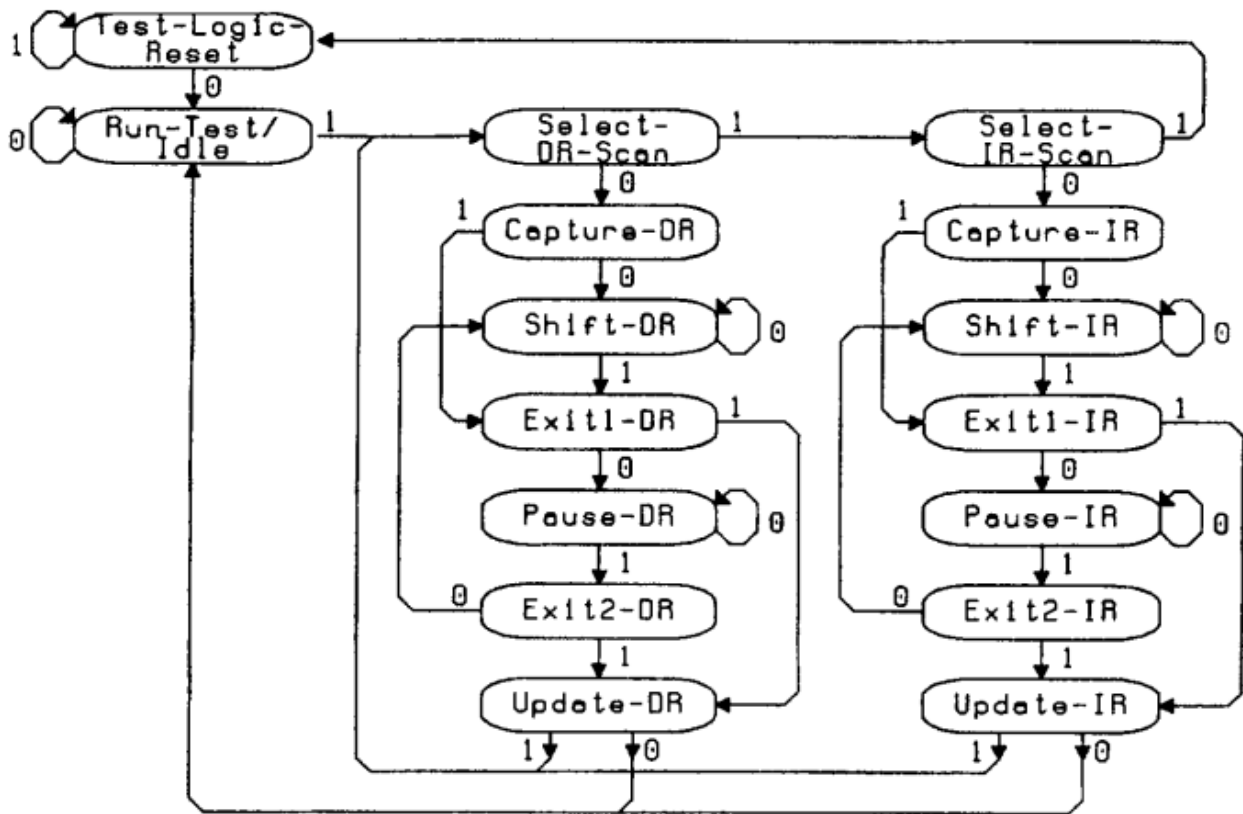 Test-Logic-
Reset
1
0
Run-Test/
Idle
0
1
Select-
DR-Scan
1
Select-
IR-Scan
1
0
0
1
Capture-DR
1
Capture-IR
0
0
Shift-DR
0
Shift-IR
0
1
1
Exit1-DR
1
Exit1-IR
1
0
0
Pause-DR
0
Pause-IR
0
1
1
0
Exit2-DR
0
Exit2-IR
1
1
Update-DR
Update-IR
1
0
1
0